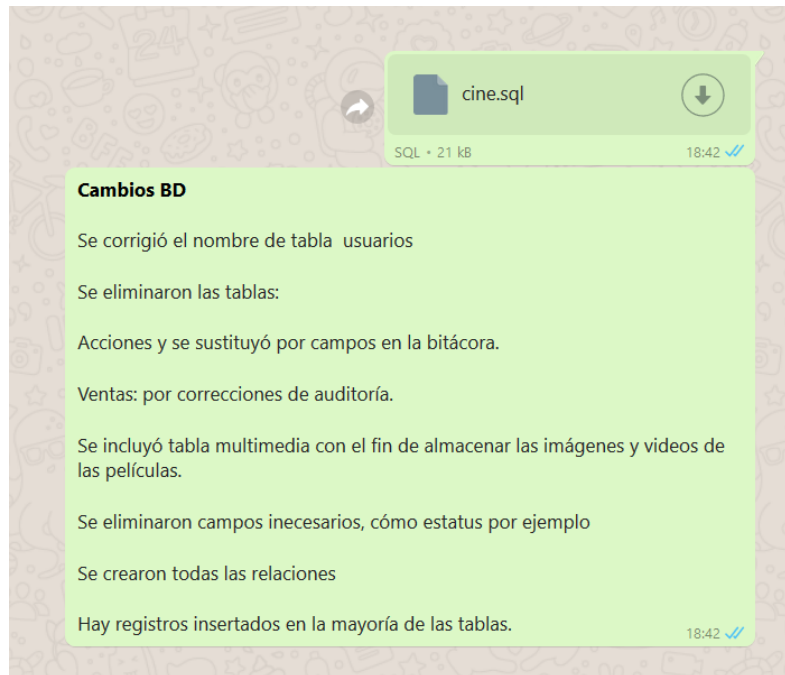 cine.sql
SQL • 21 kB 18:42
Cambios BD
Se corrigió el nombre de tabla  usuarios
Se eliminaron las tablas:
Acciones y se sustituyó por campos en la bitácora.
Ventas: por correcciones de auditoría.
Se incluyó tabla multimedia con el fin de almacenar las imágenes y videos de
las películas.
Se eliminaron campos inecesarios, cómo estatus por ejemplo
Se crearon todas las relaciones
Hay registros insertados en la mayoría de las tablas.
18:42